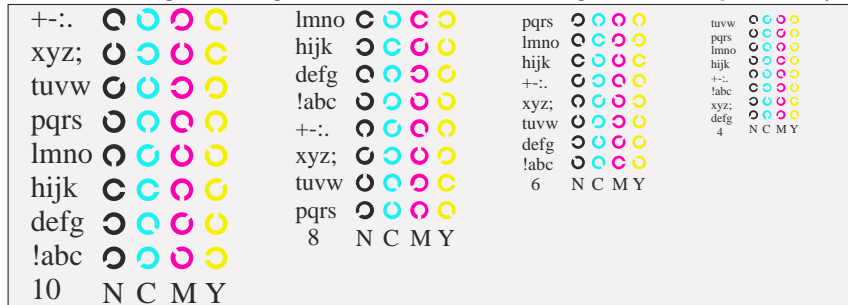 +-:.
xyz;
tuvw
pqrs
lmno
hijk
defg
!abc
10 N C M Y
lmno
hijk
defg
!abc
+-:.
xyz;
tuvw
pqrs
8 N C M Y
pqrs
lmno
hijk
+-:.
xyz;
tuvw
defg
!abc
6 N C M Y
tuvw
pqrs
lmno
hijk
+-:.
!abc
xyz;
defg
4 N C M Y